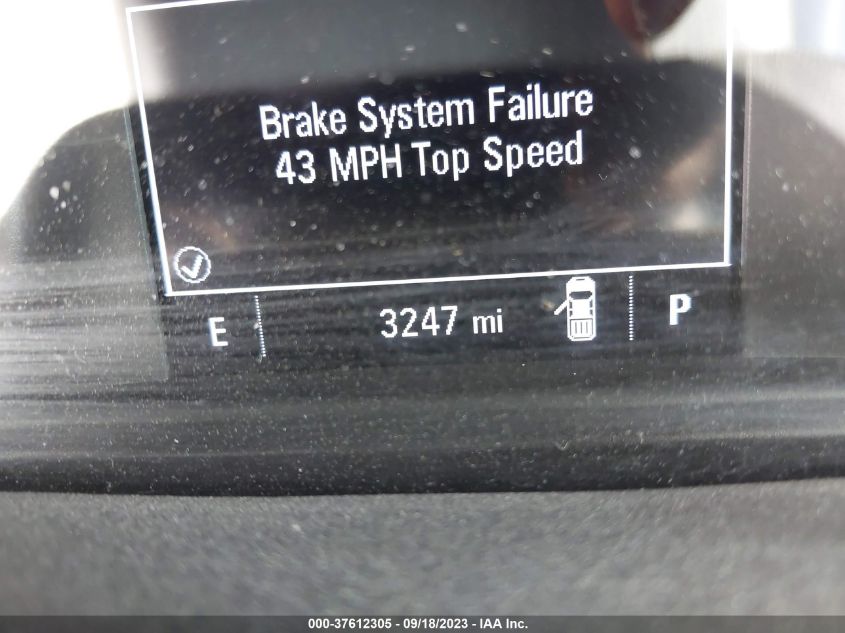 Brake System Failure
43 MPH Top Speed
E 3247 mi P
000-37612305 - 09/18/2023 - IAA Inc.